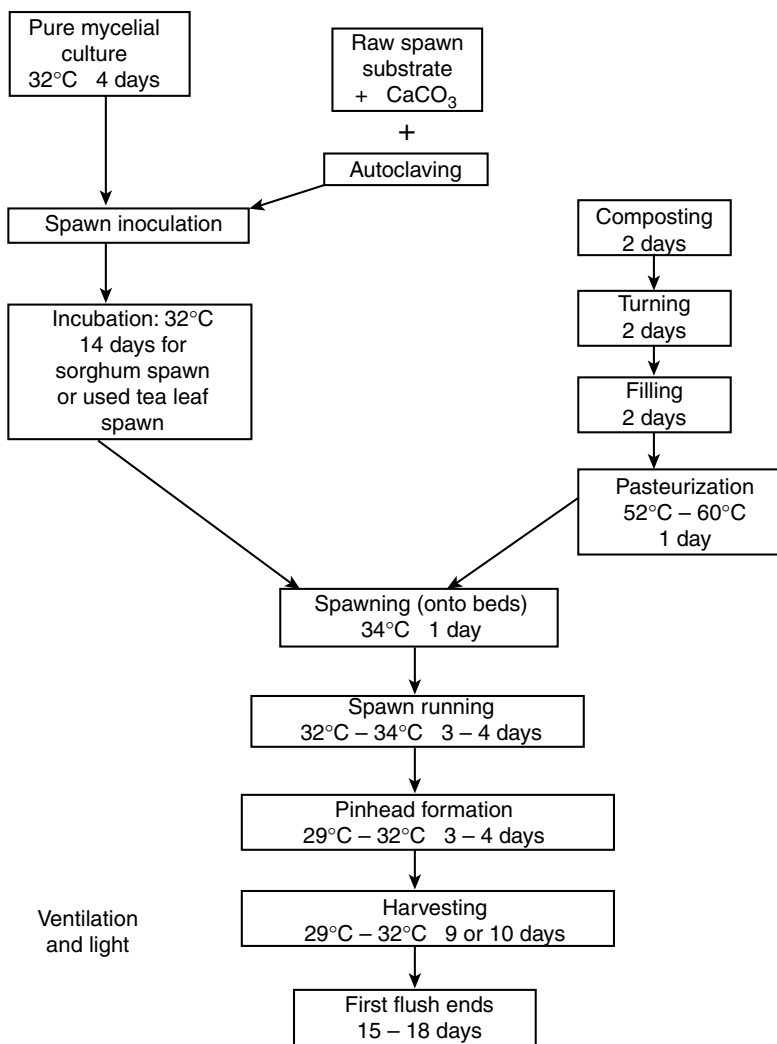 Pure mycelial
culture
32°C 4 days
Raw spawn
substrate
+ CaCO₃
+
Autoclaving
Spawn inoculation
Incubation: 32°C
14 days for
sorghum spawn
or used tea leaf
spawn
Composting
2 days
Turning
2 days
Filling
2 days
Pasteurization
52°C – 60°C
1 day
Spawning (onto beds)
34°C 1 day
Spawn running
32°C – 34°C 3 – 4 days
Pinhead formation
29°C – 32°C 3 – 4 days
Harvesting
29°C – 32°C 9 or 10 days
Ventilation
and light
First flush ends
15 – 18 days